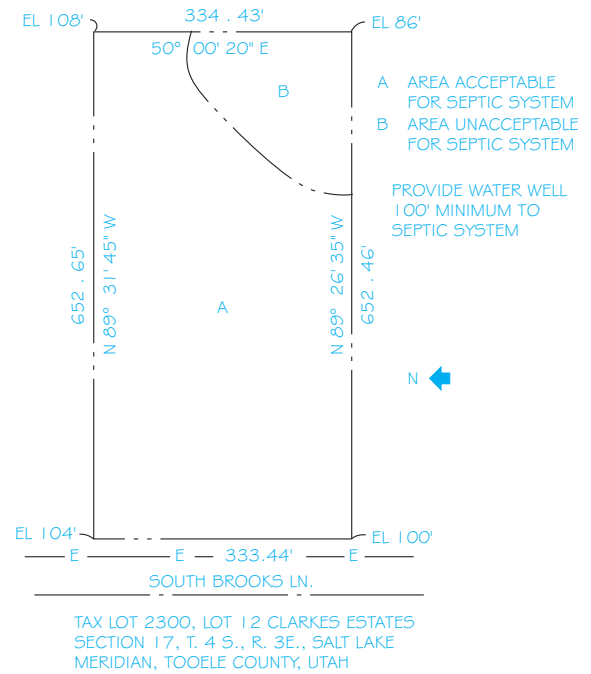 EL 108'
334 . 43'
EL 86'
50° 00' 20" E
B
A AREA ACCEPTABLE
FOR SEPTIC SYSTEM
B AREA UNACCEPTABLE
FOR SEPTIC SYSTEM
PROVIDE WATER WELL
100' MINIMUM TO
SEPTIC SYSTEM
652 . 65'
N 89° 31' 45" W
A
N 89° 26' 35" W
652 . 46'
N
EL 104'
EL 100'
E E 333.44' E
SOUTH BROOKS LN.
TAX LOT 2300, LOT 12 CLARKES ESTATES
SECTION 17, T. 4 S., R. 3E., SALT LAKE
MERIDIAN, TOOELE COUNTY, UTAH